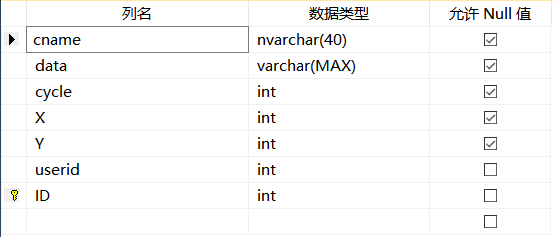 列名 数据类型 允许 Null 值
cname nvarchar(40)
data varchar(MAX)
cycle int
X int
Y int
userid int
ID int